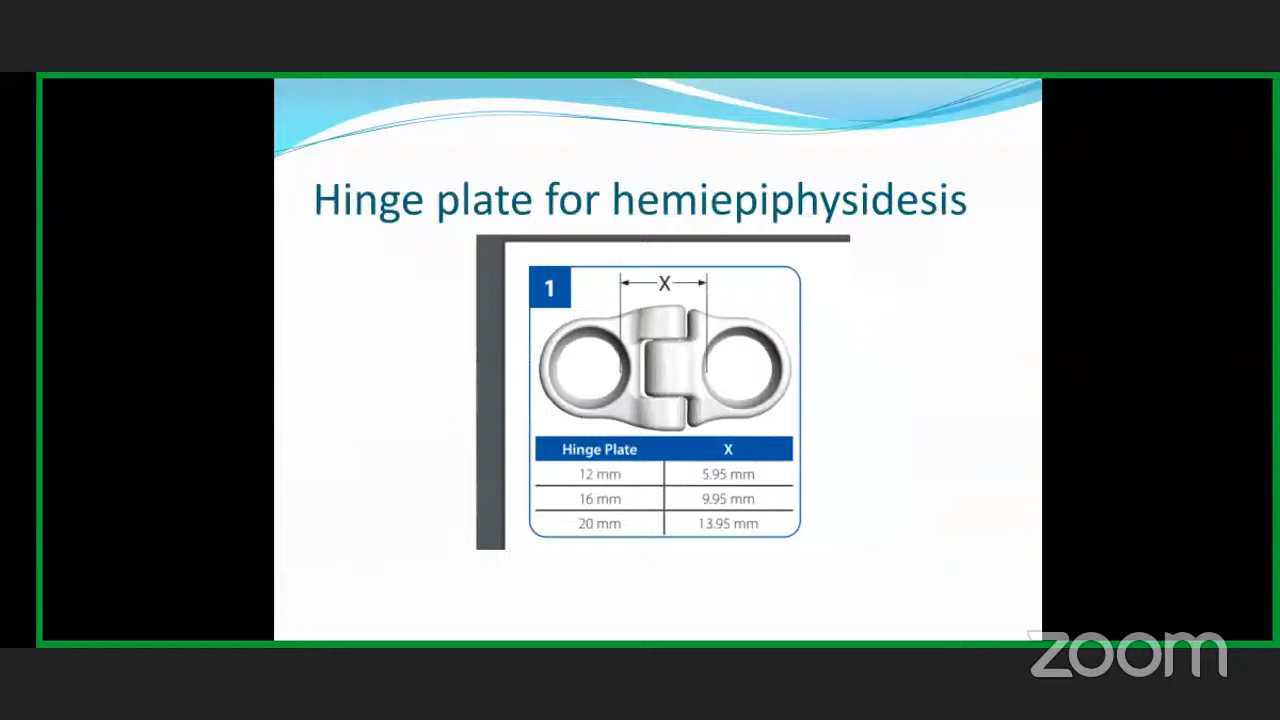 Hinge plate for hemiepiphysidesis
1
X
Hinge Plate X
12 mm 5.95 mm
16 mm 9.95 mm
20 mm 13.95 mm
zoom